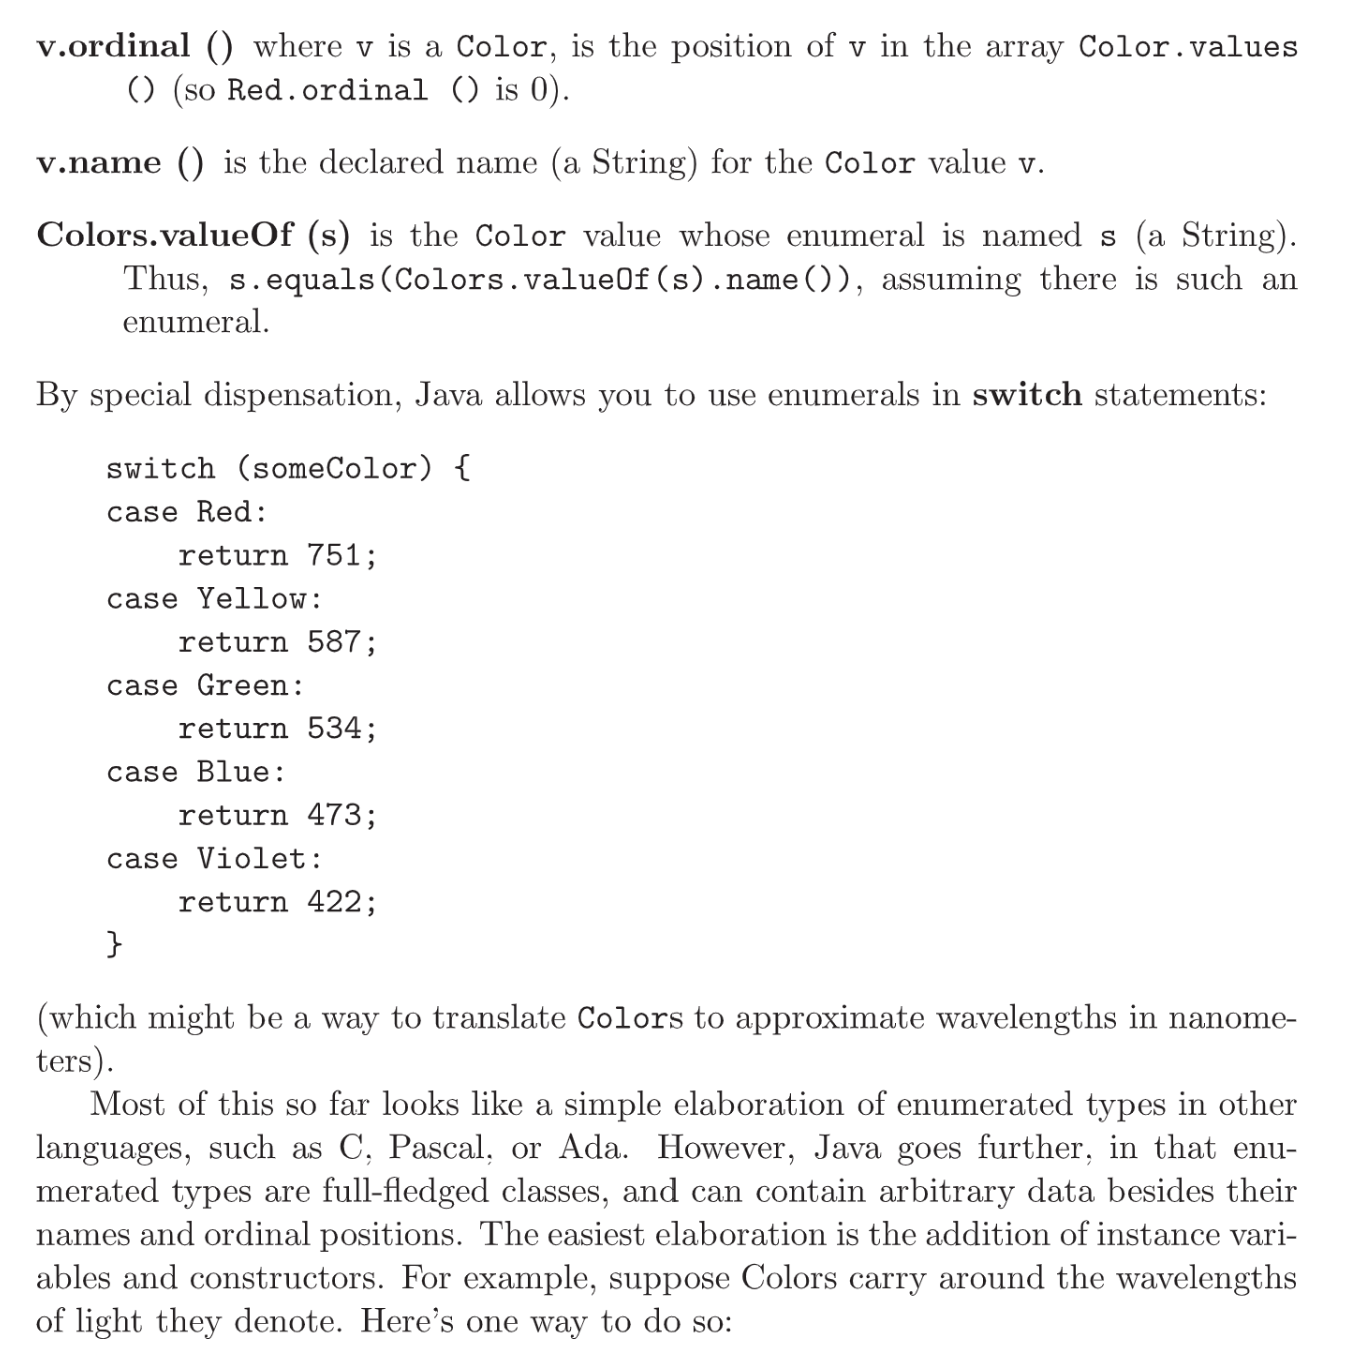 v.ordinal () where v is a Color, is the position of v in the array Color.values
() (so Red.ordinal () is 0).
v.name () is the declared name (a String) for the Color value v.
Colors.valueOf (s) is the Color value whose enumeral is named s (a String).
Thus, s.equals(Colors.valueOf(s).name()), assuming there is such an
enumeral.
By special dispensation, Java allows you to use enumerals in switch statements:
switch (someColor) {
case Red:
    return 751;
case Yellow:
    return 587;
case Green:
    return 534;
case Blue:
    return 473;
case Violet:
    return 422;
}
(which might be a way to translate Colors to approximate wavelengths in nanome-
ters).
Most of this so far looks like a simple elaboration of enumerated types in other
languages, such as C, Pascal, or Ada. However, Java goes further, in that enu-
merated types are full-fledged classes, and can contain arbitrary data besides their
names and ordinal positions. The easiest elaboration is the addition of instance vari-
ables and constructors. For example, suppose Colors carry around the wavelengths
of light they denote. Here's one way to do so: